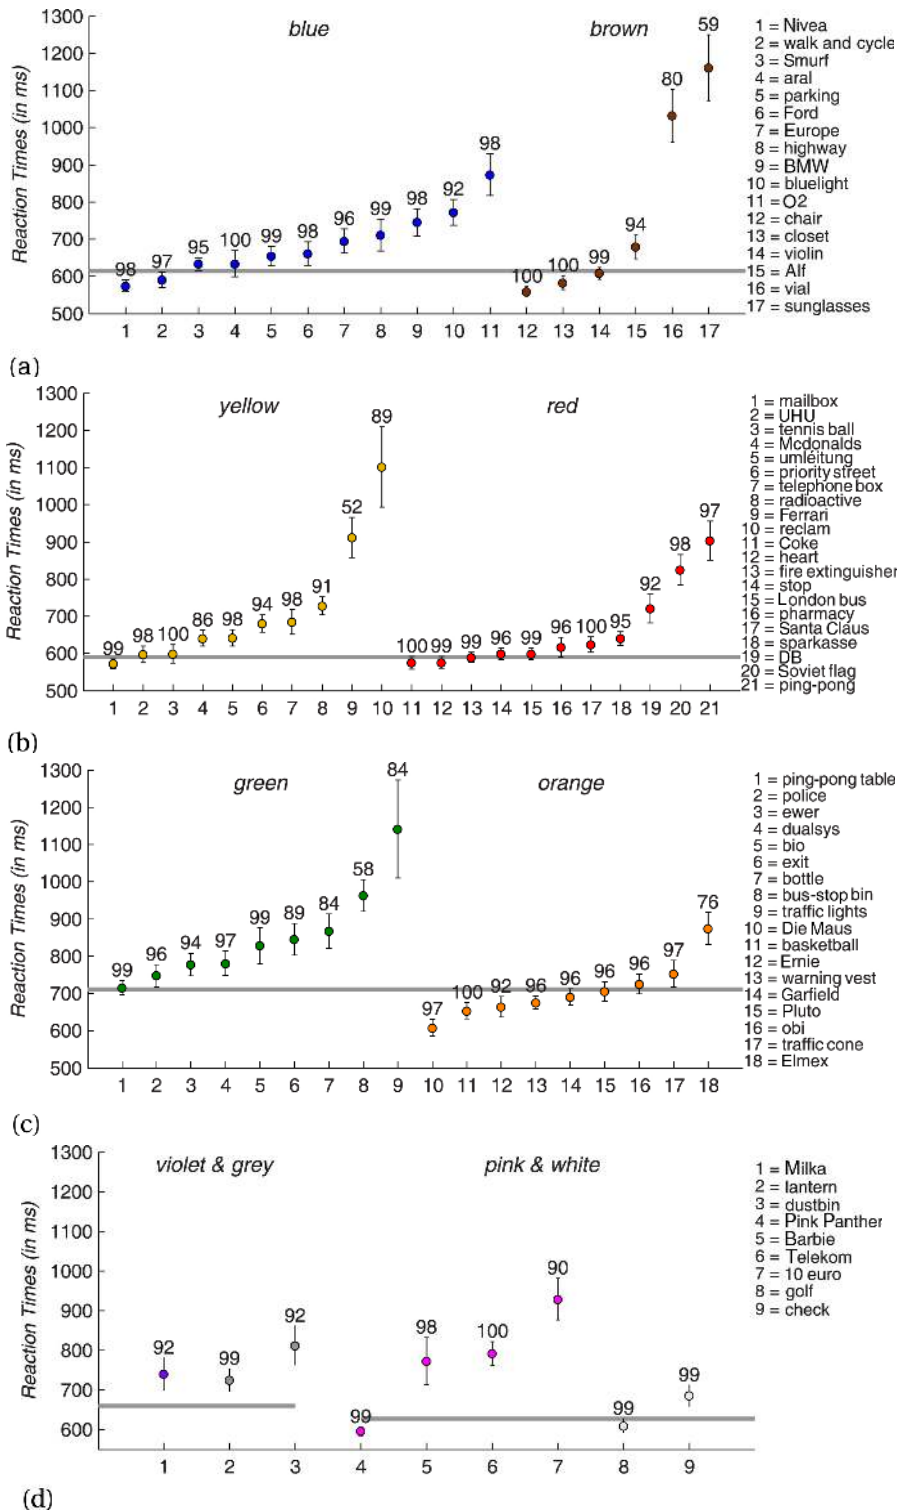 1300
1200
1100
1000
900
800
700
600
500
Reaction Times (in ms)
blue
brown
98 97 95 100 99 98 96 99 98 92 98 100 100 99 94 80 59
1 2 3 4 5 6 7 8 9 10 11 12 13 14 15 16 17
1 = Nivea
2 = walk and cycle
3 = Smurf
4 = aral
5 = parking
6 = Ford
7 = Europe
8 = highway
9 = BMW
10 = bluelight
11 = O2
12 = chair
13 = closet
14 = violin
15 = Alf
16 = vial
17 = sunglasses
(a)
1300
1200
1100
1000
900
800
700
600
500
Reaction Times (in ms)
yellow
red
99 98 100 86 98 94 98 91 52 89 100 99 99 96 99 96 100 95 92 98 97
1 2 3 4 5 6 7 8 9 10 11 12 13 14 15 16 17 18 19 20 21
1 = mailbox
2 = UHU
3 = tennis ball
4 = Mcdonalds
5 = umleitung
6 = priority street
7 = telephone box
8 = radioactive
9 = Ferrari
10 = reclam
11 = Coke
12 = heart
13 = fire extinguisher
14 = stop
15 = London bus
16 = pharmacy
17 = Santa Claus
18 = sparkasse
19 = DB
20 = Soviet flag
21 = ping-pong
(b)
1300
1200
1100
1000
900
800
700
600
500
Reaction Times (in ms)
green
orange
99 96 94 97 99 89 84 58 84 97 100 92 96 96 96 96 97 76
1 2 3 4 5 6 7 8 9 10 11 12 13 14 15 16 17 18
1 = ping-pong table
2 = police
3 = ewer
4 = dualsys
5 = bio
6 = exit
7 = bottle
8 = bus-stop bin
9 = traffic lights
10 = Die Maus
11 = basketball
12 = Ernie
13 = warning vest
14 = Garfield
15 = Pluto
16 = obi
17 = traffic cone
18 = Elmex
(c)
1300
1200
1100
1000
900
800
700
600
Reaction Times (in ms)
violet & grey
pink & white
92 99 92 99 98 100 90 99 99
1 2 3 4 5 6 7 8 9
1 = Milka
2 = lantern
3 = dustbin
4 = Pink Panther
5 = Barbie
6 = Telekom
7 = 10 euro
8 = golf
9 = check
(d)